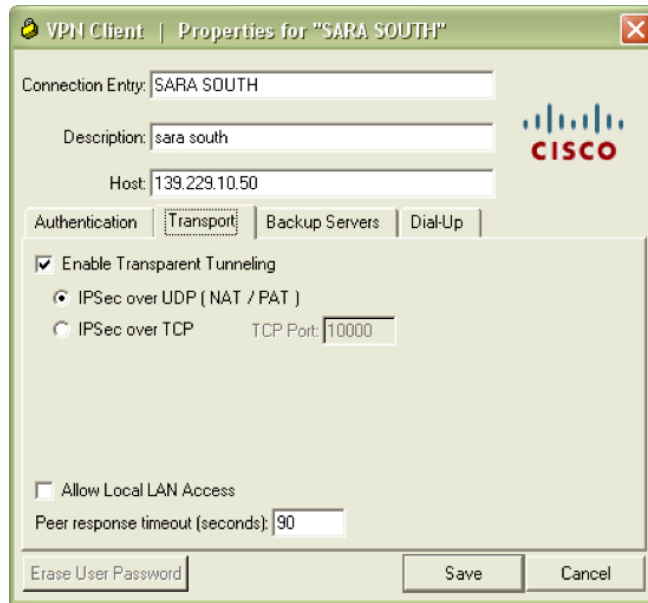 VPN Client | Properties for "SARA SOUTH"
Connection Entry: SARA SOUTH
Description: sara south
CISCO
Host: 139.229.10.50
Authentication Transport Backup Servers Dial-Up
Enable Transparent Tunneling
IPSec over UDP ( NAT / PAT )
IPSec over TCP TCP Port: 10000
Allow Local LAN Access
Peer response timeout (seconds): 90
Erase User Password Save Cancel